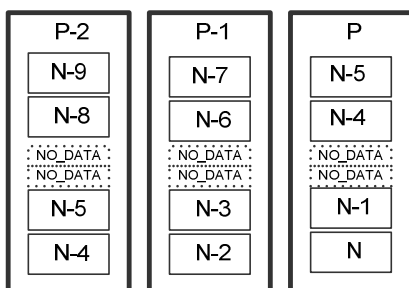 P-2
N-9
N-8
NO_DATA
NO_DATA
N-5
N-4
P-1
N-7
N-6
NO_DATA
NO_DATA
N-3
N-2
P
N-5
N-4
NO_DATA
NO_DATA
N-1
N